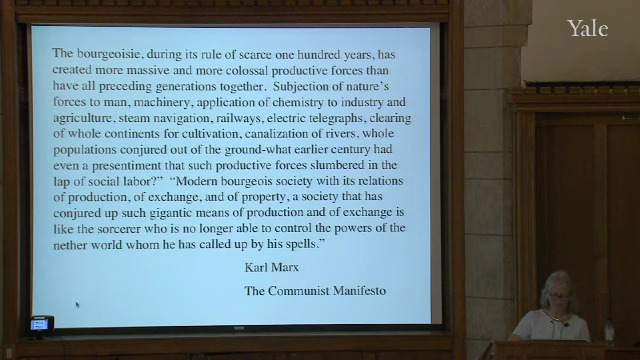 Yale
The bourgeoisie, during its rule of scarce one hundred years, has
created more massive and more colossal productive forces than
have all preceding generations together.  Subjection of nature's
forces to man, machinery, application of chemistry to industry and
agriculture, steam navigation, railways, electric telegraphs, clearing
of whole continents for cultivation, canalization of rivers, whole
populations conjured out of the ground-what earlier century had
even a presentiment that such productive forces slumbered in the
lap of social labor?"  "Modern bourgeois society with its relations
of production, of exchange, and of property, a society that has
conjured up such gigantic means of production and of exchange is
like the sorcerer who is no longer able to control the powers of the
nether world whom he has called up by his spells."
Karl Marx
The Communist Manifesto